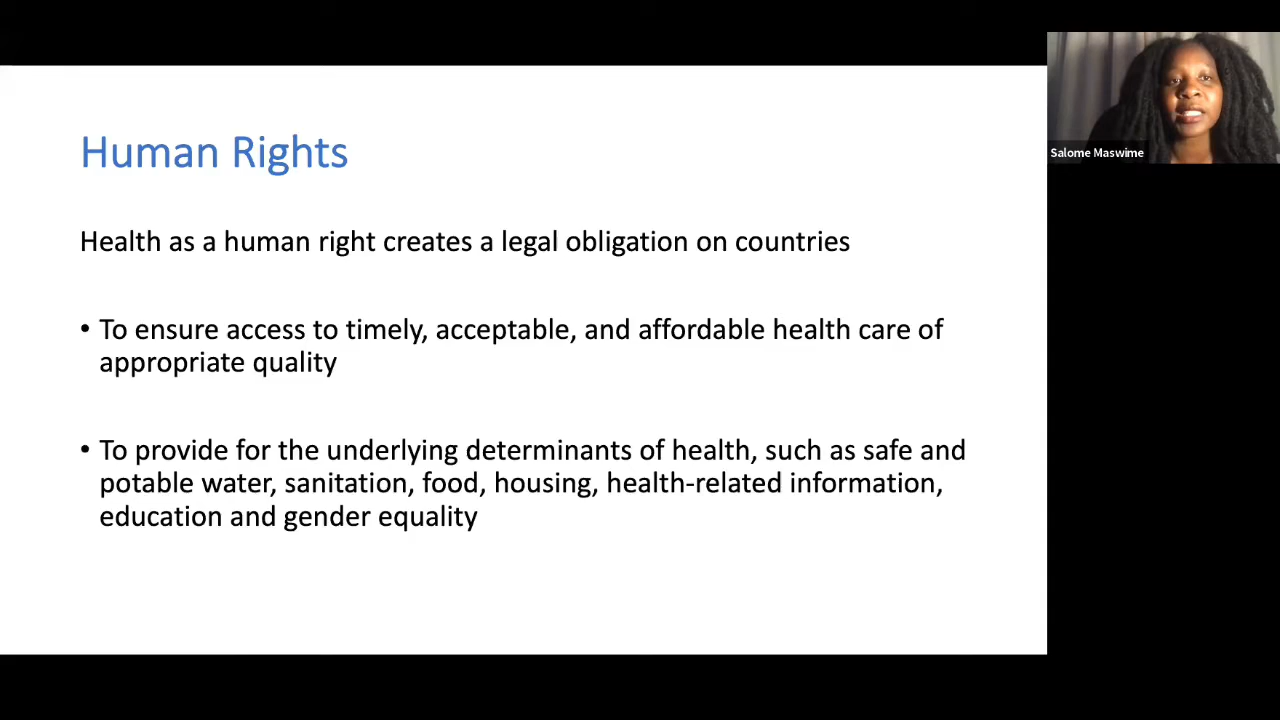 Human Rights
Health as a human right creates a legal obligation on countries
• To ensure access to timely, acceptable, and affordable health care of
appropriate quality
• To provide for the underlying determinants of health, such as safe and
potable water, sanitation, food, housing, health-related information,
education and gender equality
Salome Maswime